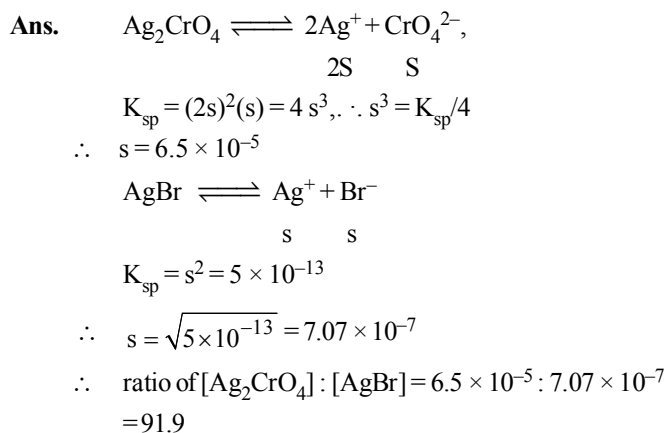 Ans. Ag₂CrO₄ ⇌ 2Ag⁺ + CrO₄²⁻,
2S S
Kₛₚ = (2s)²(s) = 4 s³,. ·. s³ = Kₛₚ/4
∴ s = 6.5 × 10⁻⁵
AgBr ⇌ Ag⁺ + Br⁻
s s
Kₛₚ = s² = 5 × 10⁻¹³
∴ s = √(5×10⁻¹³) = 7.07 × 10⁻⁷
∴ ratio of [Ag₂CrO₄] : [AgBr] = 6.5 × 10⁻⁵ : 7.07 × 10⁻⁷
= 91.9